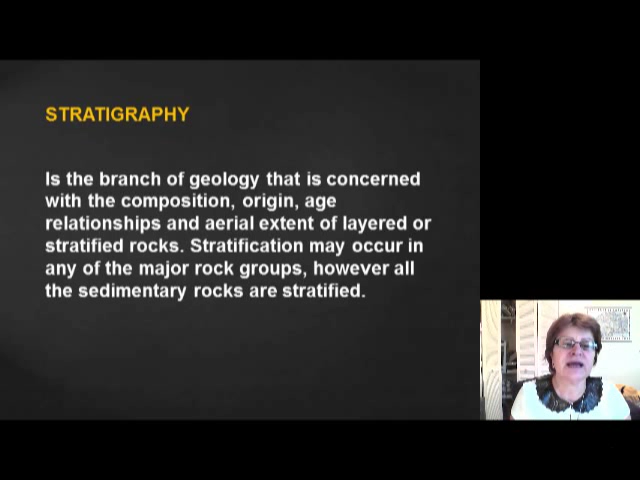 STRATIGRAPHY
Is the branch of geology that is concerned
with the composition, origin, age
relationships and aerial extent of layered or
stratified rocks. Stratification may occur in
any of the major rock groups, however all
the sedimentary rocks are stratified.